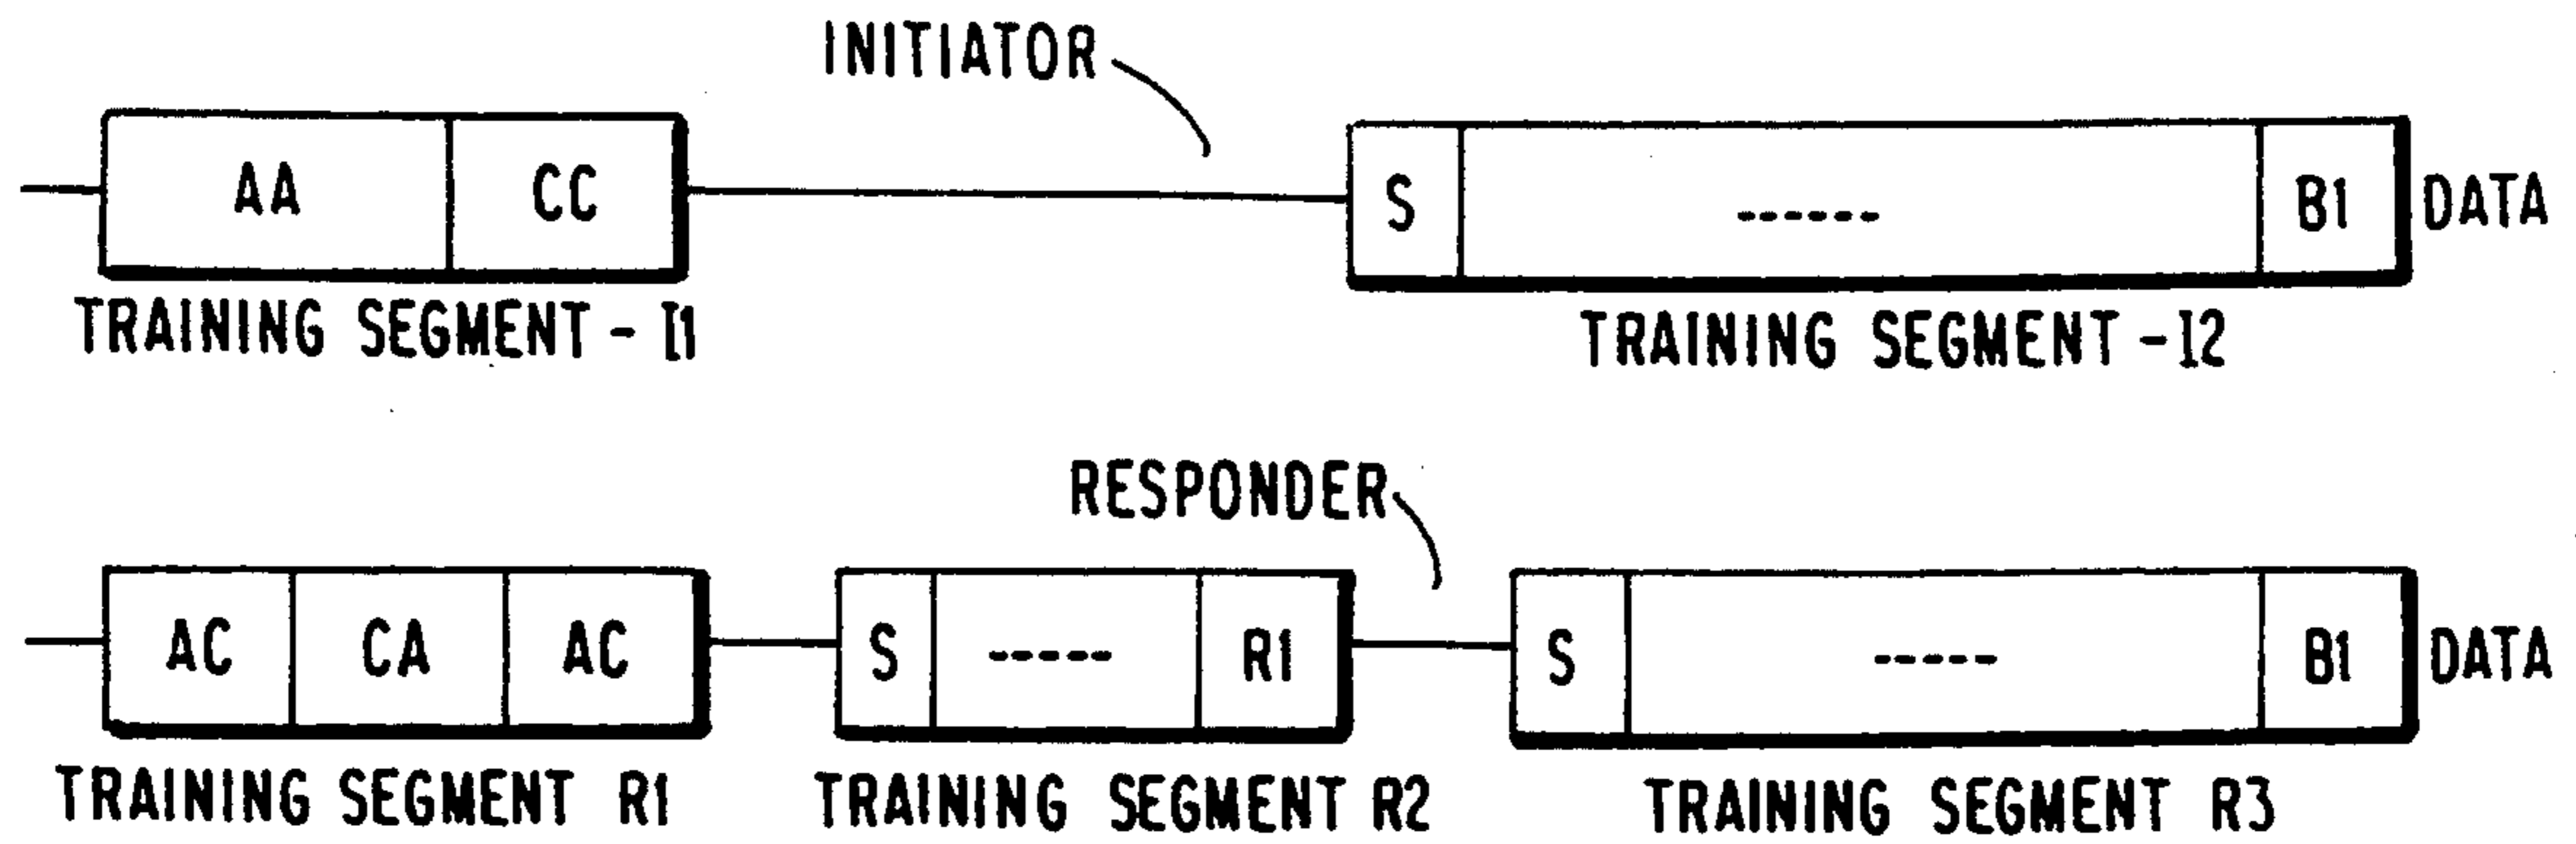 INITIATOR
AA CC S ------ B1 DATA
TRAINING SEGMENT - I1
TRAINING SEGMENT - I2
RESPONDER
AC CA AC S ----- R1 S ----- B1 DATA
TRAINING SEGMENT R1 TRAINING SEGMENT R2 TRAINING SEGMENT R3